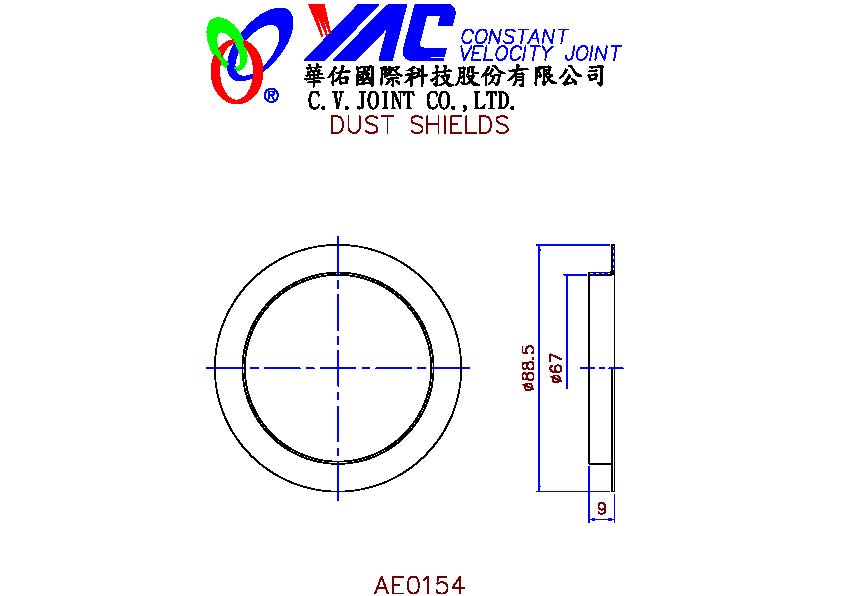 YAC CONSTANT
VELOCITY JOINT
®
華佑國際科技股份有限公司
C.V.JOINT CO.,LTD.
DUST SHIELDS
ø88.5
ø67
9
AE0154